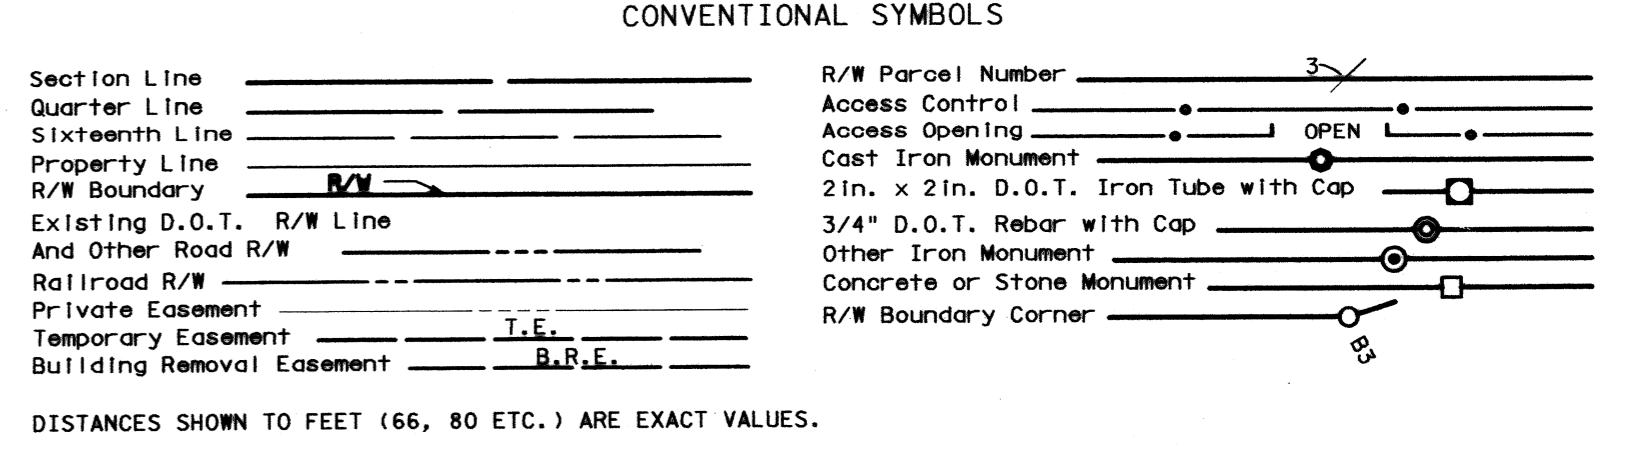 CONVENTIONAL SYMBOLS
Section Line
Quarter Line
Sixteenth Line
Property Line
R/W Boundary R/W
Existing D.O.T. R/W Line
And Other Road R/W
Railroad R/W
Private Easement
Temporary Easement T.E.
Building Removal Easement B.R.E.
R/W Parcel Number 3
Access Control
Access Opening OPEN
Cast Iron Monument
2in. x 2in. D.O.T. Iron Tube with Cap
3/4" D.O.T. Rebar with Cap
Other Iron Monument
Concrete or Stone Monument
R/W Boundary Corner
B3
DISTANCES SHOWN TO FEET (66, 80 ETC.) ARE EXACT VALUES.